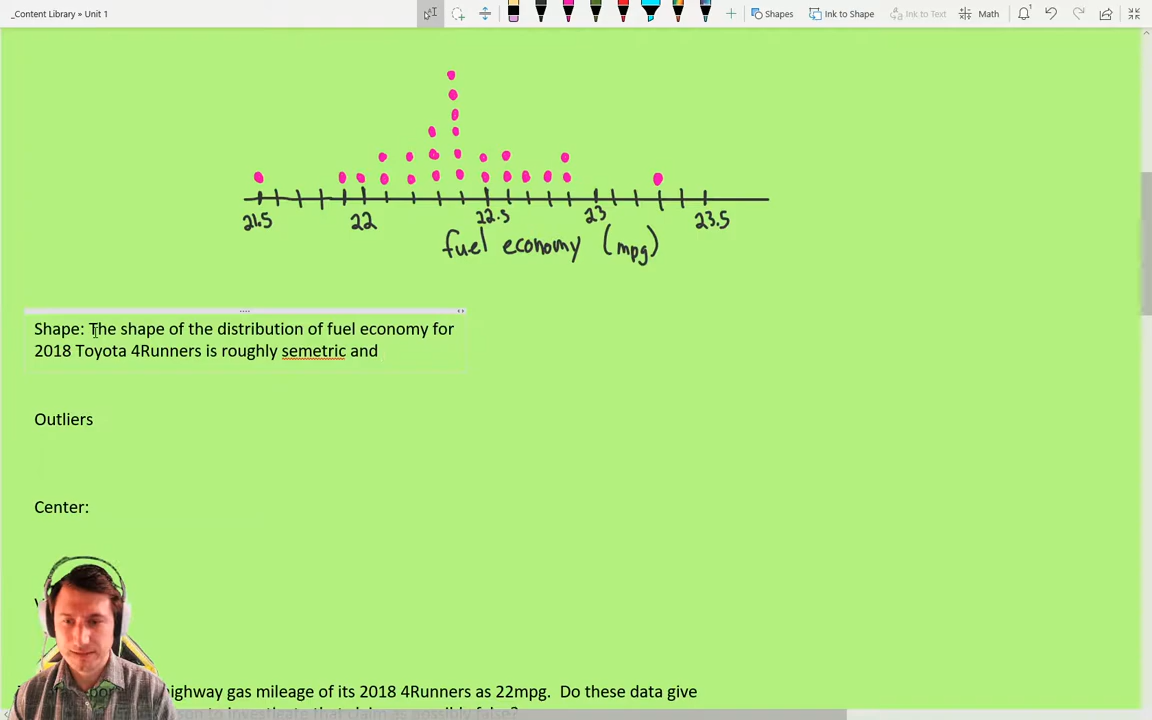 _Content Library » Unit 1
Shapes
Ink to Shape
Ink to Text
Math
21.5
22
22.5
23
23.5
fuel economy (mpg)
Shape: The shape of the distribution of fuel economy for
2018 Toyota 4Runners is roughly semetric and
Outliers
Center:
highway gas mileage of its 2018 4Runners as 22mpg. Do these data give